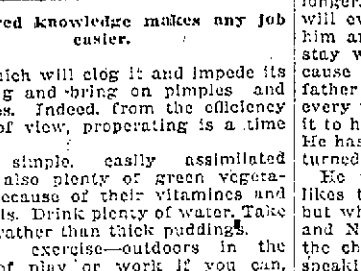 red knowledge makes any job
easier.
hich will clog it and impede its
g and bring on pimples and
es. Indeed, from the efficiency
of view, properating is a time
simple, easily assimilated
also plenty of green vegeta-
because of their vitamines and
ls. Drink plenty of water. Take
rather than thick puddings.
exercise—outdoors in the
of play or work if you can,
longer.
will ev
him a
stay w
cause
father
every
it to h
He has
turned
He
likes t
but wi
and N
the ch
speaki